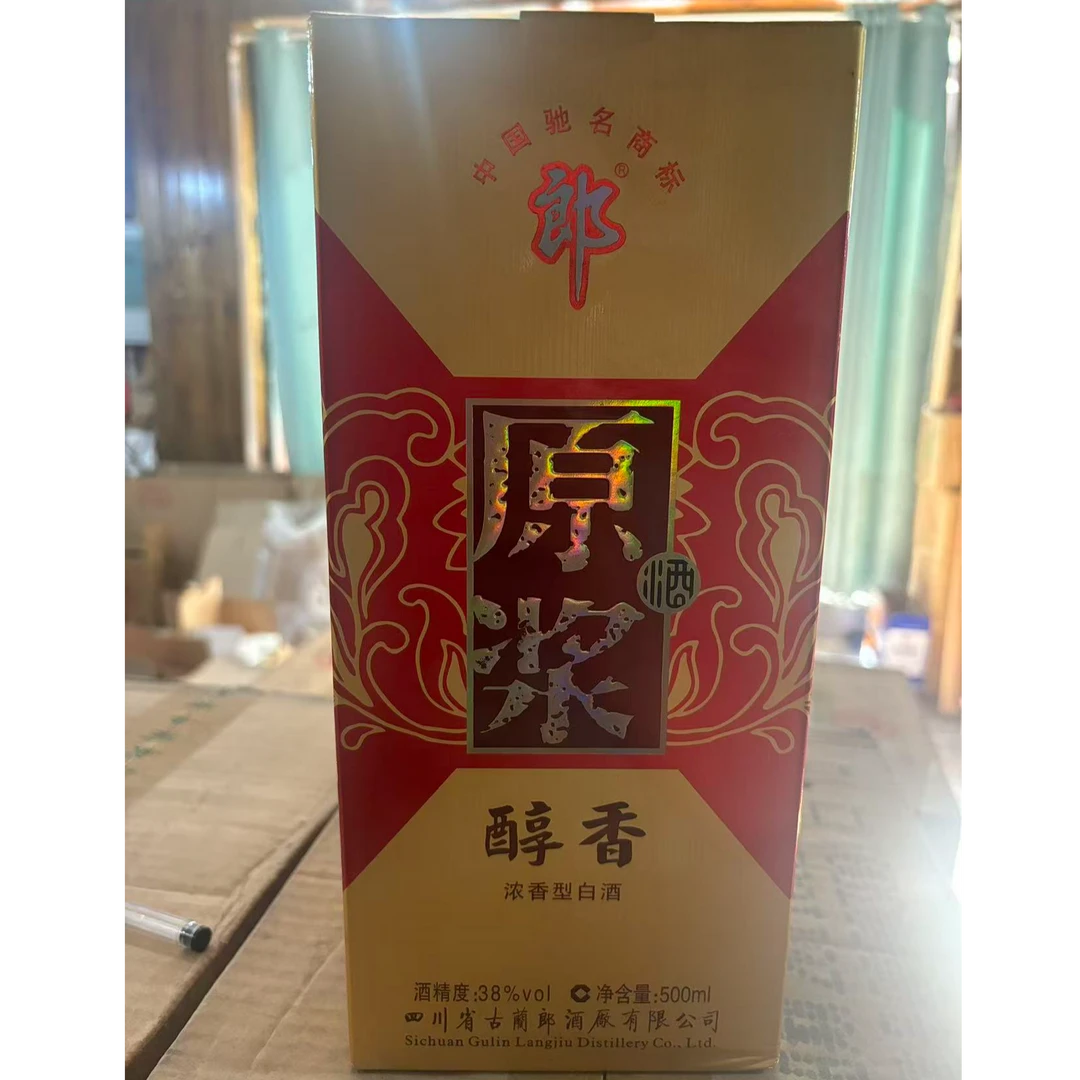 中国驰名商标
郎®
原浆
酒
醇香
浓香型白酒
酒精度:38%vol 净含量:500ml
四川省古蘭郎酒厰有限公司
Sichuan Gulin Langjiu Distillery Co., Ltd.